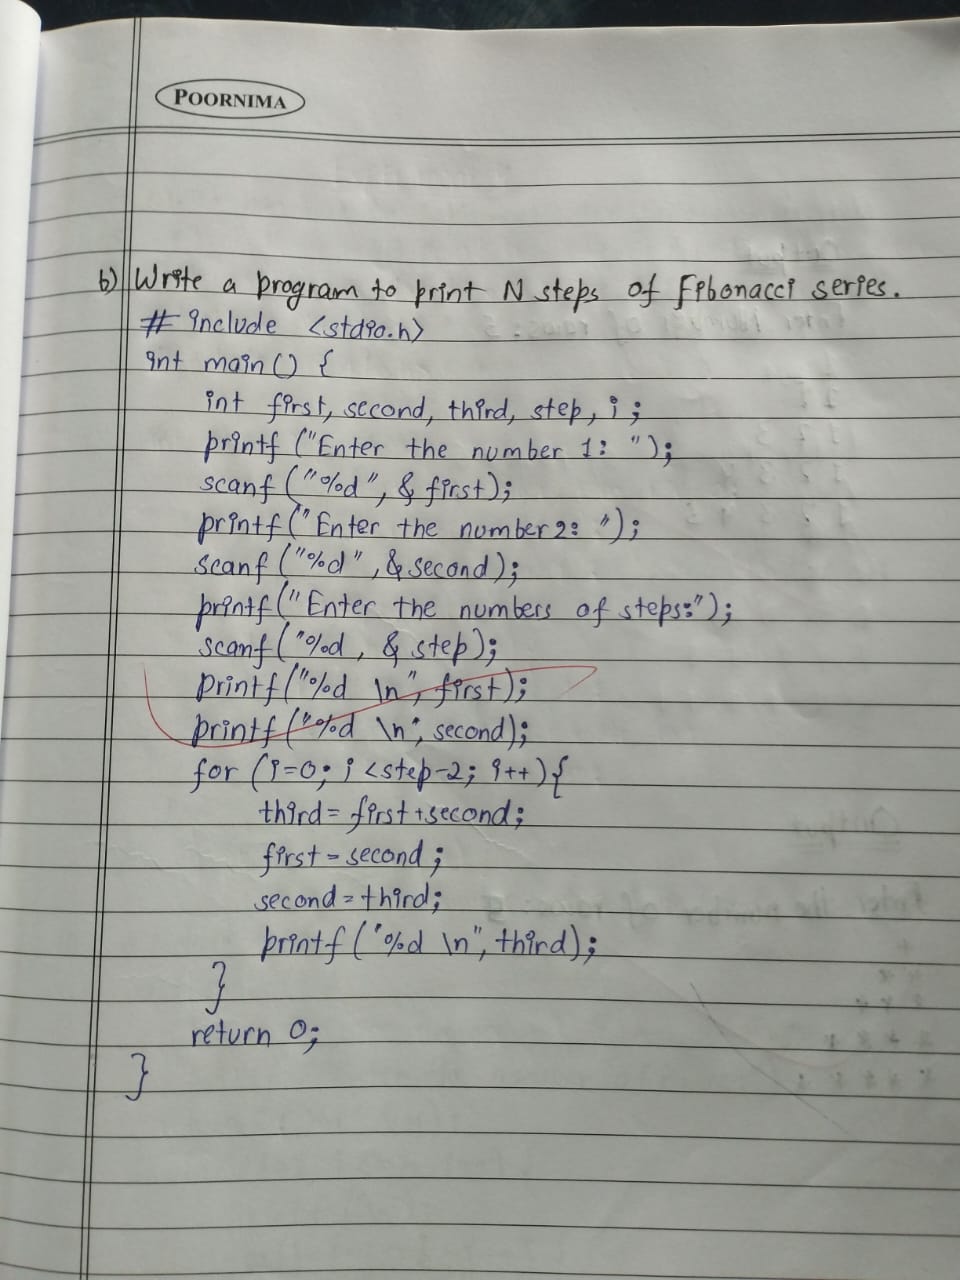 POORNIMA
b) Write a program to print N steps of Fibonacci series.
# include <stdio.h>
int main () {
int first, second, third, step, i ;
printf ("Enter the number 1: ");
scanf ("%d", & first);
printf ("Enter the number 2: ");
scanf ("%d" , & second);
printf ("Enter the numbers of steps:");
scanf ("%d , & step);
printf ("%d \n", first);
printf ("%d \n", second);
for (i=0; i <step-2; i++){
third = first + second;
first = second ;
second = third;
printf ("%d \n", third);
}
return 0;
}